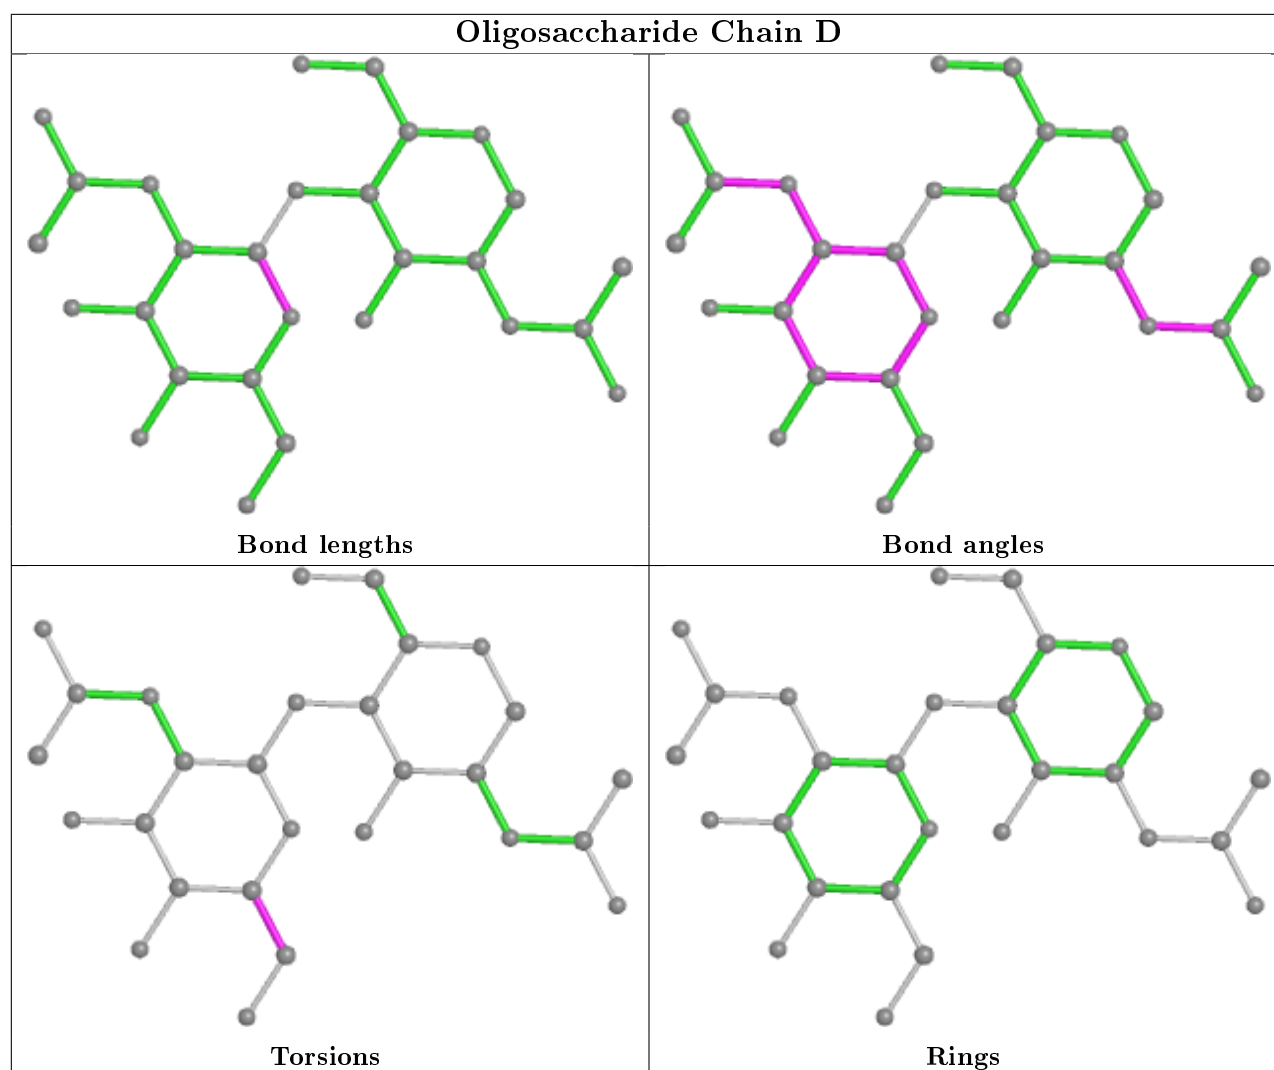 Oligosaccharide Chain D
Bond lengths
Bond angles
Torsions
Rings